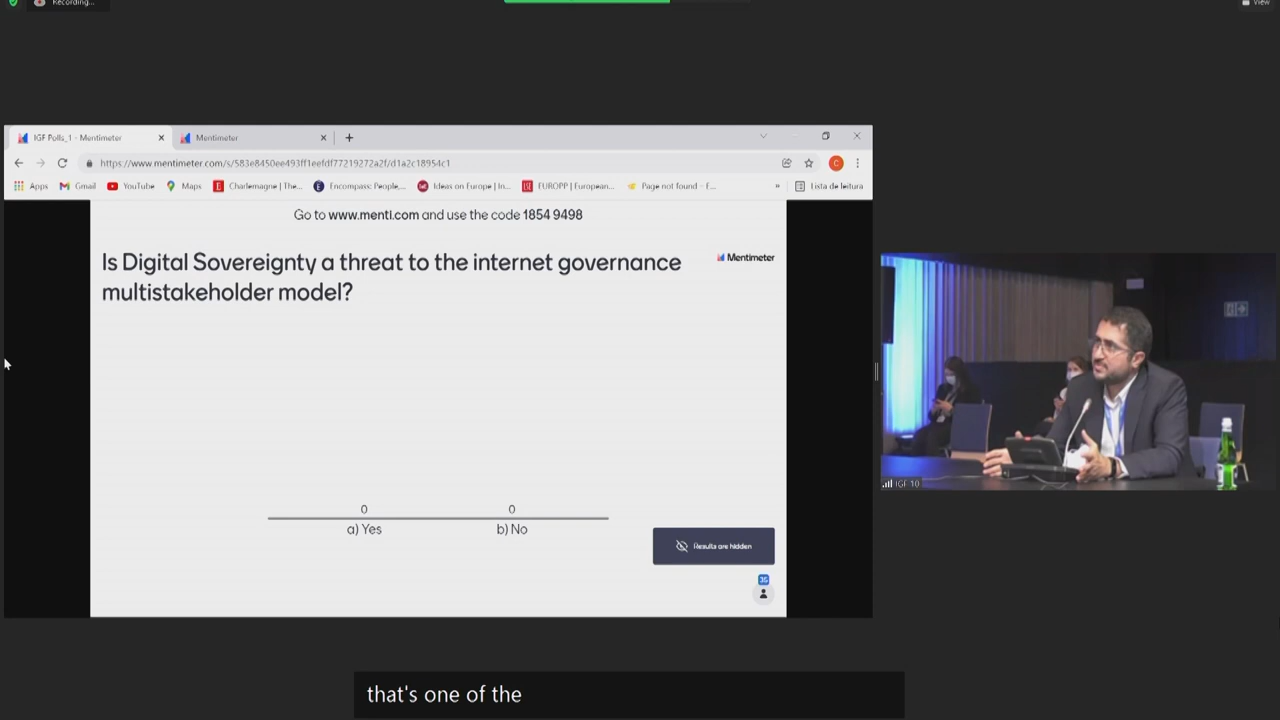 Recording...
View
IGF Polls_1 - Mentimeter
Mentimeter
https://www.mentimeter.com/s/583e8450ee493ff1eefdf77219272a2f/d1a2c18954c1
Apps
Gmail
YouTube
Maps
Charlemagne | The...
Encompass: People,...
Ideas on Europe | In...
EUROPP | European...
Page not found – E...
»
Lista de leitura
Go to www.menti.com and use the code 1854 9498
Is Digital Sovereignty a threat to the internet governance
multistakeholder model?
Mentimeter
0
0
a) Yes
b) No
Results are hidden
35
IGF 10
that's one of the